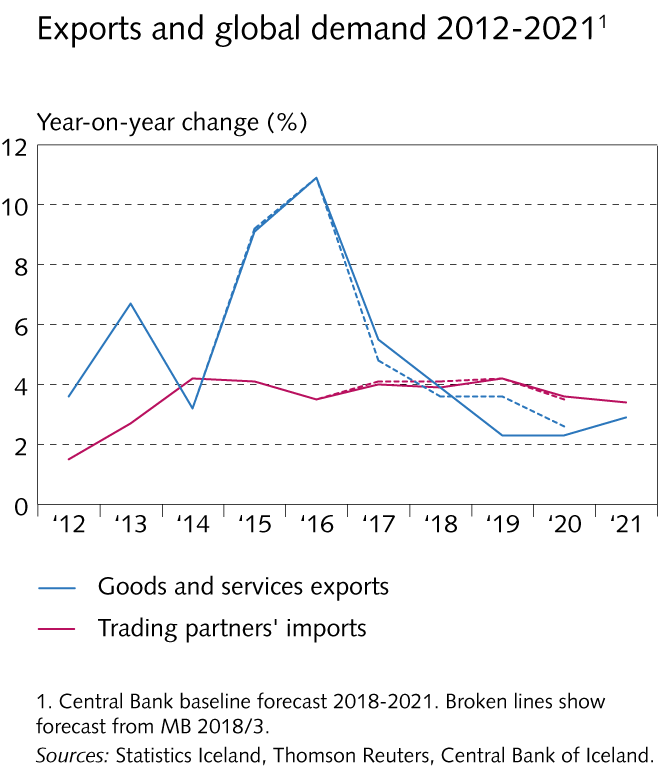 Exports and global demand 2012-2021¹
Year-on-year change (%)
12
10
8
6
4
2
0
‘12 ‘13 ‘14 ‘15 ‘16 ‘17 ‘18 ‘19 ‘20 ‘21
Goods and services exports
Trading partners' imports
1. Central Bank baseline forecast 2018-2021. Broken lines show
forecast from MB 2018/3.
Sources: Statistics Iceland, Thomson Reuters, Central Bank of Iceland.